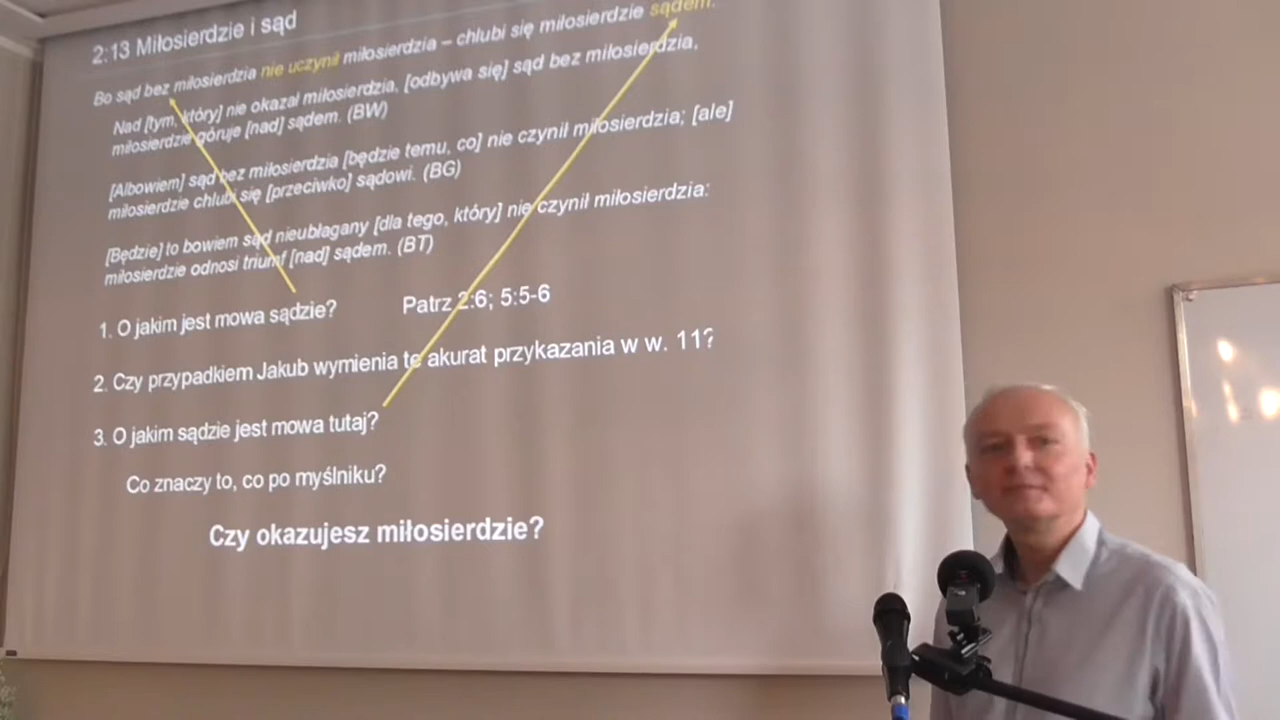 2:13 Miłosierdzie i sąd
Bo sąd bez miłosierdzia nie uczynił miłosierdzia – chlubi się miłosierdzie sądem.
Nad [tym, który] nie okazał miłosierdzia, [odbywa się] sąd bez miłosierdzia,
miłosierdzie góruje [nad] sądem. (BW)
[Albowiem] sąd bez miłosierdzia [będzie temu, co] nie czynił miłosierdzia; [ale]
miłosierdzie chlubi się [przeciwko] sądowi. (BG)
[Będzie] to bowiem sąd nieubłagany [dla tego, który] nie czynił miłosierdzia:
miłosierdzie odnosi triumf [nad] sądem. (BT)
1. O jakim jest mowa sądzie? Patrz 2:6; 5:5-6
2. Czy przypadkiem Jakub wymienia te akurat przykazania w w. 11?
3. O jakim sądzie jest mowa tutaj?
Co znaczy to, co po myślniku?
Czy okazujesz miłosierdzie?